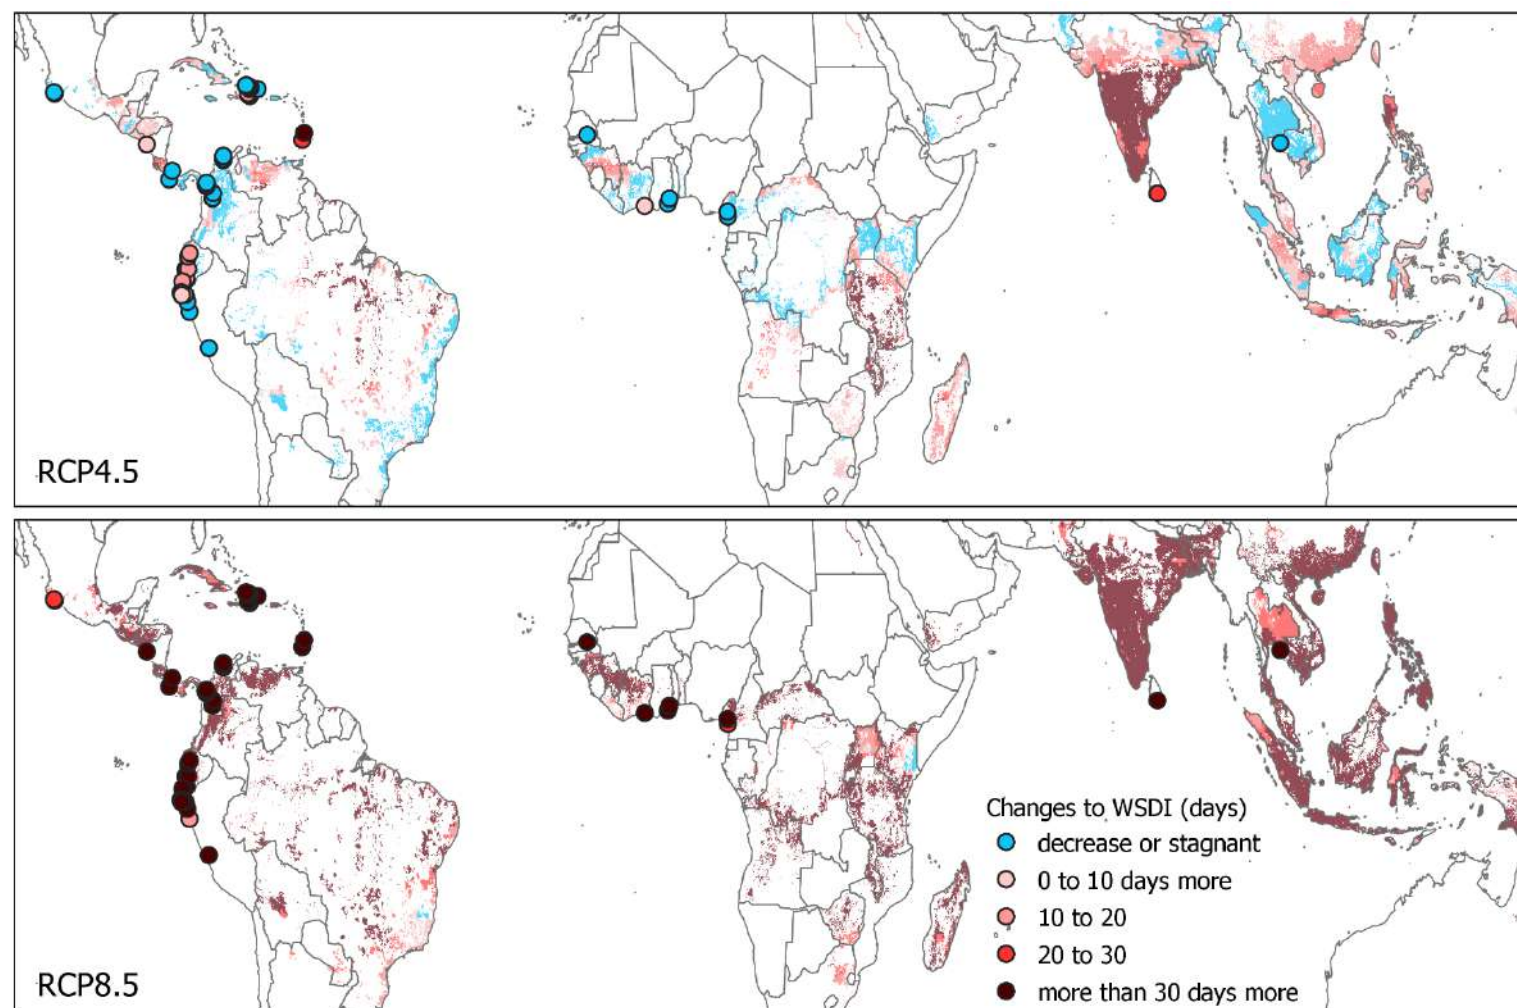 RCP4.5
Changes to WSDI (days)
decrease or stagnant
0 to 10 days more
10 to 20
20 to 30
more than 30 days more
RCP8.5